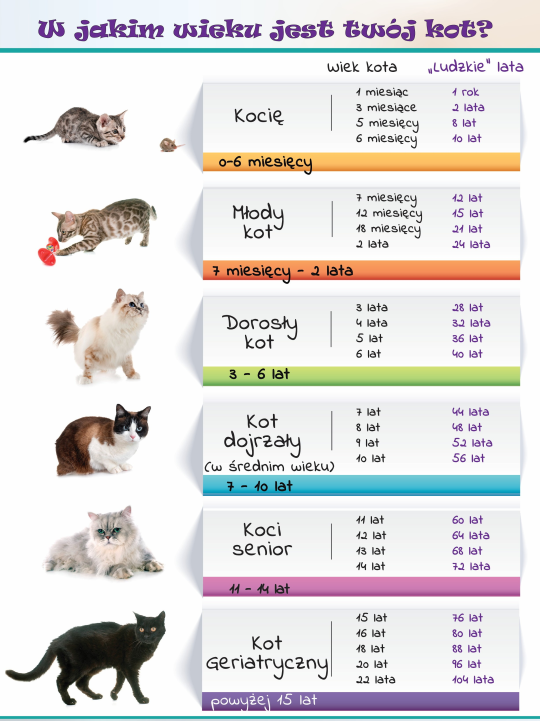 W jakim wieku jest twój kot?
wiek kota „Ludzkie" lata
Kocię
1 miesiąc 1 rok
3 miesiące 2 lata
5 miesięcy 8 lat
6 miesięcy 10 lat
0-6 miesięcy
Młody
kot
7 miesięcy 12 lat
12 miesięcy 15 lat
18 miesięcy 21 lat
2 lata 24 lata
7 miesięcy - 2 lata
Dorosły
kot
3 lata 28 lat
4 lata 32 lata
5 lat 36 lat
6 lat 40 lat
3 - 6 lat
Kot
dojrzały
(w średnim wieku)
7 lat 44 lata
8 lat 48 lat
9 lat 52 lata
10 lat 56 lat
7 - 10 lat
Koci
senior
11 lat 60 lat
12 lat 64 lata
13 lat 68 lat
14 lat 72 lata
11 - 14 lat
Kot
Geriatryczny
15 lat 76 lat
16 lat 80 lat
18 lat 88 lat
20 lat 96 lat
22 lata 104 lata
powyżej 15 lat